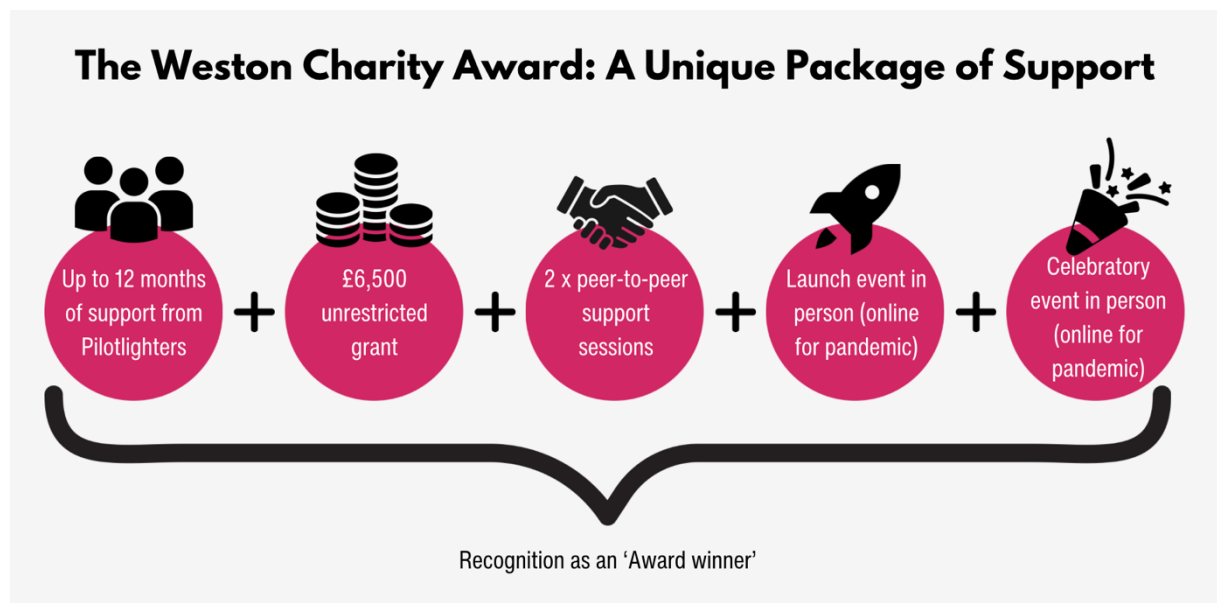 The Weston Charity Award: A Unique Package of Support
Up to 12 months
of support from
Pilotlighters
+
£6,500
unrestricted
grant
+
2 x peer-to-peer
support
sessions
+
Launch event in
person (online
for pandemic)
+
Celebratory
event in person
(online for
pandemic)
Recognition as an ‘Award winner’